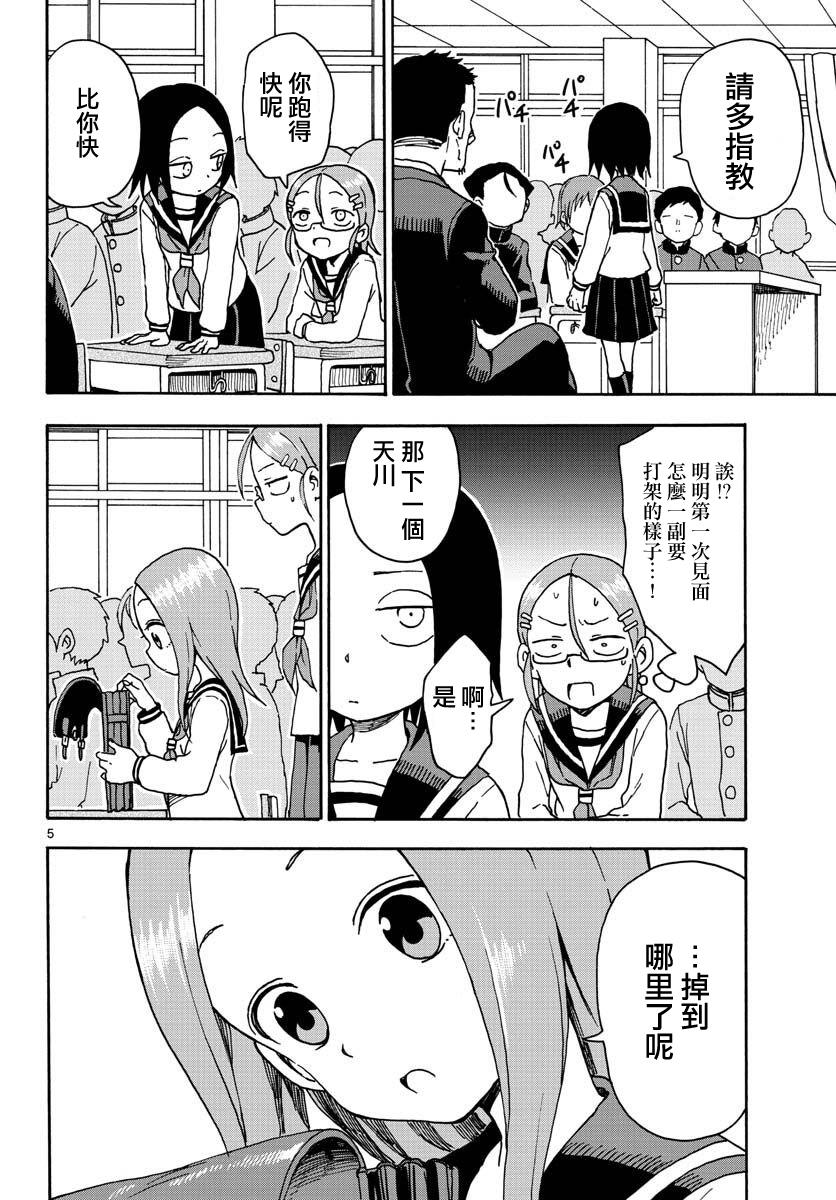 請多指教
パチ
パチ
パチ
你跑得
快呢
比你快
誒!?
明明第一次見面
怎麼一副要
打架的樣子…!
那下一個
天川
啊…
是
5
…掉到
哪里了呢